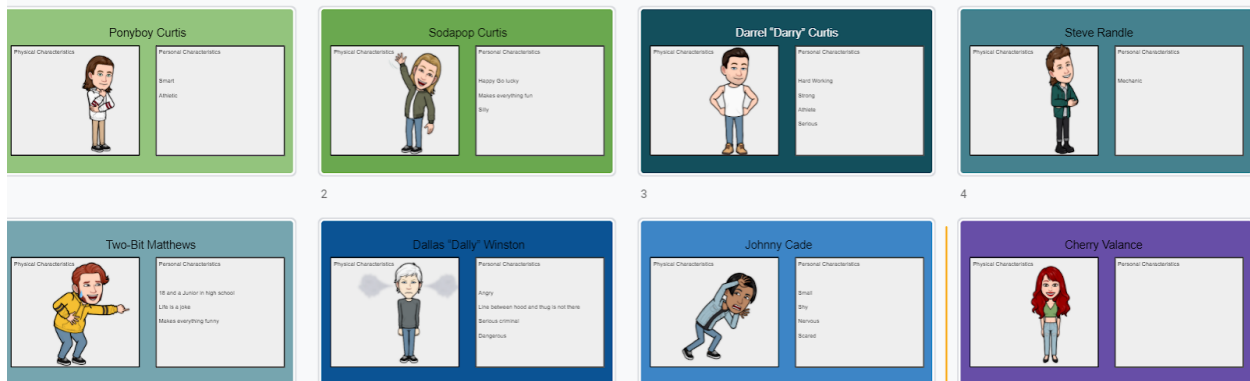 Ponyboy Curtis
Physical Characteristics
Personal Characteristics
Smart
Athletic
Sodapop Curtis
Physical Characteristics
Personal Characteristics
Happy Go lucky
Makes everything fun
Silly
2
Darrel "Darry" Curtis
Physical Characteristics
Personal Characteristics
Hard Working
Strong
Athlete
Serious
3
Steve Randle
Physical Characteristics
Personal Characteristics
Mechanic
4
Two-Bit Matthews
Physical Characteristics
Personal Characteristics
18 and a Junior in high school
Life is a joke
Makes everything funny
Dallas "Dally" Winston
Physical Characteristics
Personal Characteristics
Angry
Line between hood and thug is not there
Serious criminal
Dangerous
Johnny Cade
Physical Characteristics
Personal Characteristics
Small
Shy
Nervous
Scared
Cherry Valance
Physical Characteristics
Personal Characteristics